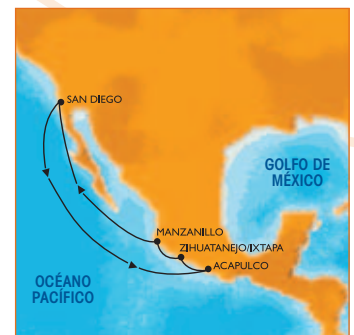 SAN DIEGO
GOLFO DE
MÉXICO
MANZANILLO
ZIHUATANEJO/IXTAPA
ACAPULCO
OCÉANO
PACÍFICO